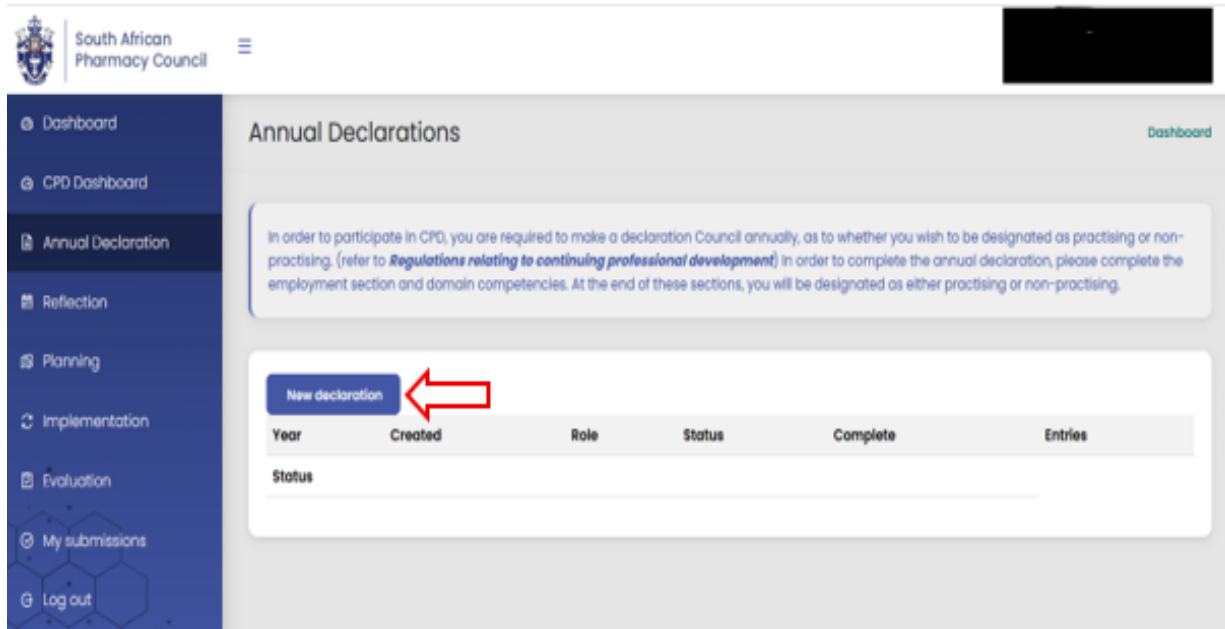 South African
Pharmacy Council
Dashboard
CPD Dashboard
Annual Declaration
Reflection
Planning
Implementation
Evaluation
My submissions
Log out
Annual Declarations
Dashboard
In order to participate in CPD, you are required to make a declaration Council annually, as to whether you wish to be designated as practising or non-
practising. (refer to Regulations relating to continuing professional development) In order to complete the annual declaration, please complete the
employment section and domain competencies. At the end of these sections, you will be designated as either practising or non-practising.
New declaration
Year Created Role Status Complete Entries
Status